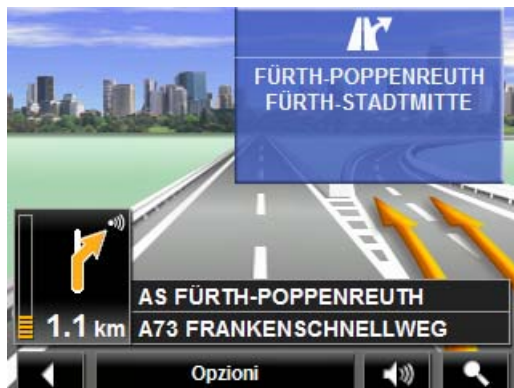 FÜRTH-POPPENREUTH
FÜRTH-STADTMITTE
AS FÜRTH-POPPENREUTH
1.1 km
A73 FRANKENSCHNELLWEG
Opzioni